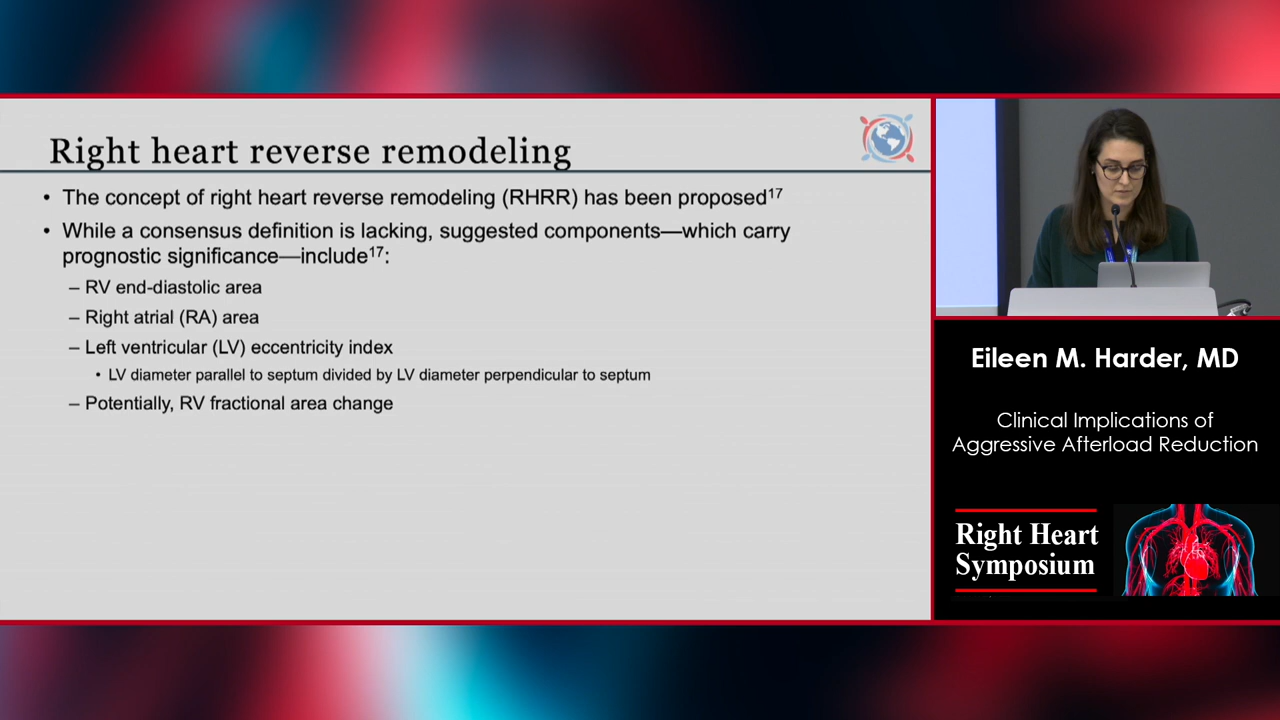 Right heart reverse remodeling
• The concept of right heart reverse remodeling (RHRR) has been proposed¹⁷
• While a consensus definition is lacking, suggested components—which carry
prognostic significance—include¹⁷:
– RV end-diastolic area
– Right atrial (RA) area
– Left ventricular (LV) eccentricity index
• LV diameter parallel to septum divided by LV diameter perpendicular to septum
– Potentially, RV fractional area change
Eileen M. Harder, MD
Clinical Implications of
Aggressive Afterload Reduction
Right Heart
Symposium